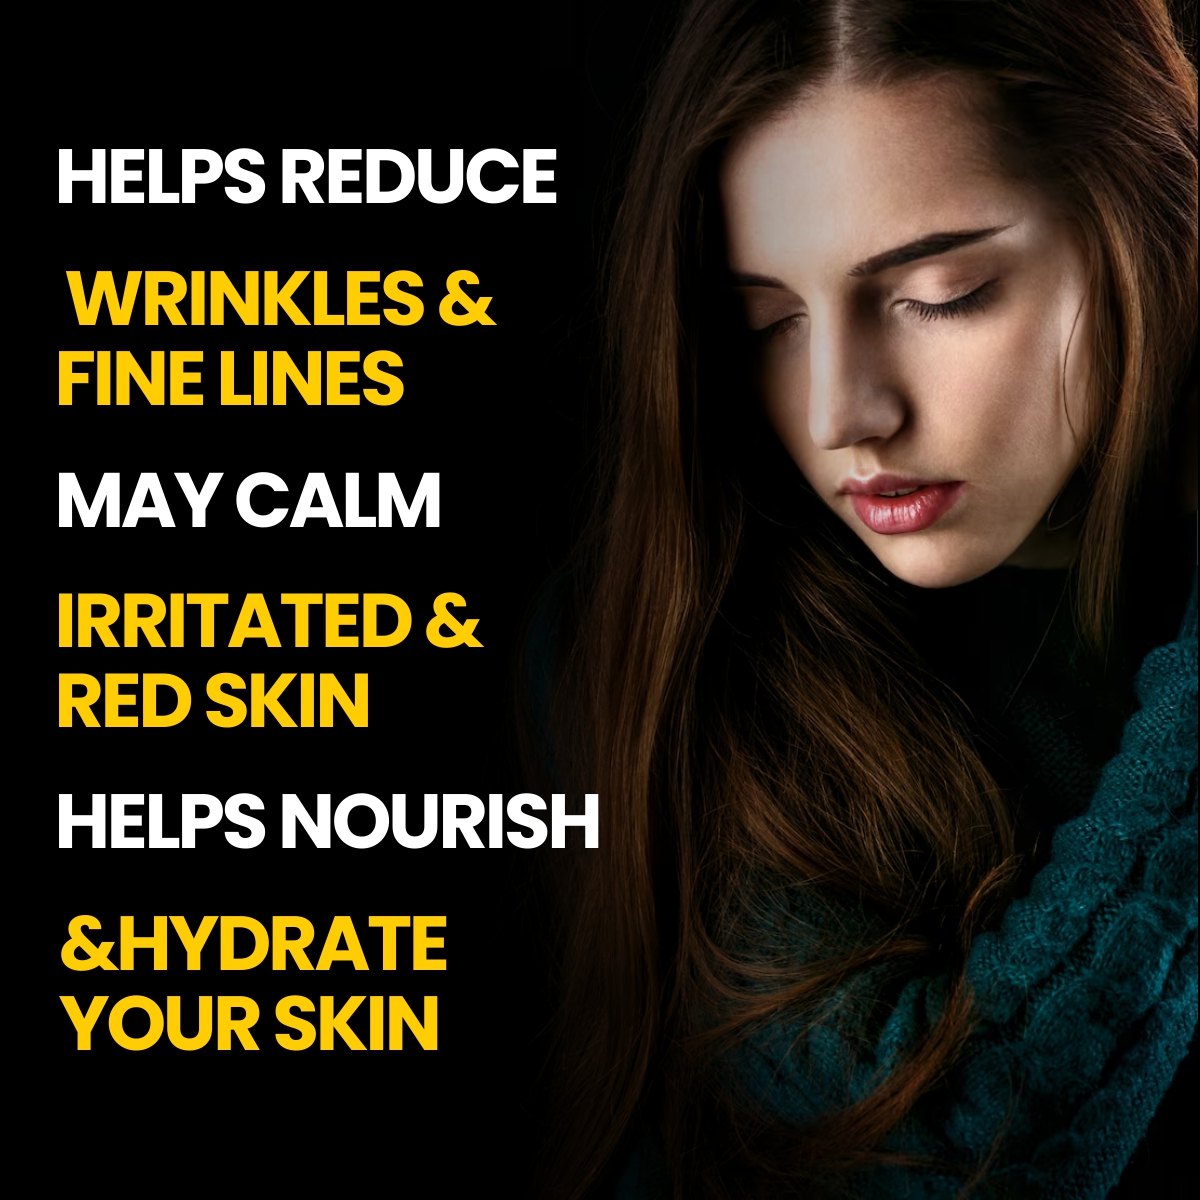 HELPS REDUCE
WRINKLES &
FINE LINES
MAY CALM
IRRITATED &
RED SKIN
HELPS NOURISH
&HYDRATE
YOUR SKIN